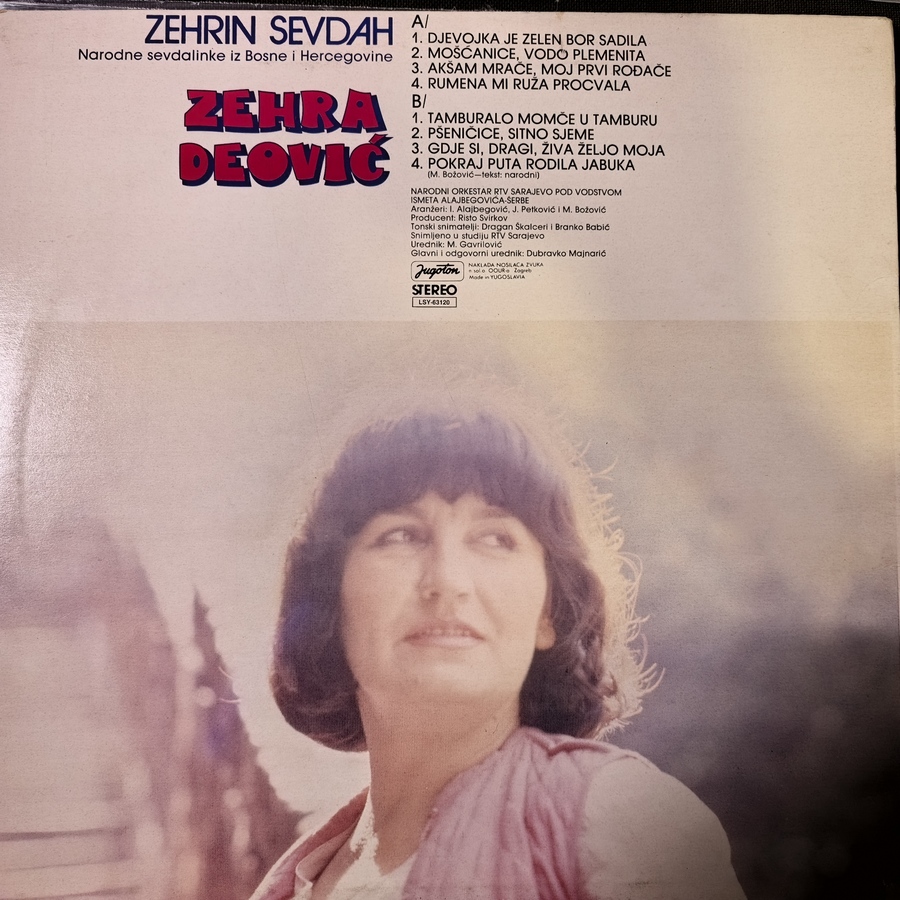 ZEHRIN SEVDAH
Narodne sevdalinke iz Bosne i Hercegovine
ZEHRA
DEOVIĆ
A/
1. DJEVOJKA JE ZELEN BOR SADILA
2. MOŠĆANICE, VODO PLEMENITA
3. AKŠAM MRAČE, MOJ PRVI ROĐAČE
4. RUMENA MI RUŽA PROCVALA
B/
1. TAMBURALO MOMČE U TAMBURU
2. PŠENIČICE, SITNO SJEME
3. GDJE SI, DRAGI, ŽIVA ŽELJO MOJA
4. POKRAJ PUTA RODILA JABUKA
(M. Božović—tekst: narodni)
NARODNI ORKESTAR RTV SARAJEVO POD VODSTVOM
ISMETA ALAJBEGOVIĆA-ŠERBE
Aranžeri: I. Alajbegović, J. Petković i M. Božović
Producent: Risto Svirkov
Tonski snimatelji: Dragan Škalceri i Branko Babić
Snimljeno u studiju RTV Sarajevo
Urednik: M. Gavrilović
Glavni i odgovorni urednik: Dubravko Majnarić
Jugoton
NAKLADA NOSILACA ZVUKA
n sol.o. OOUR-a Zagreb
Made in YUGOSLAVIA
STEREO
LSY-63120